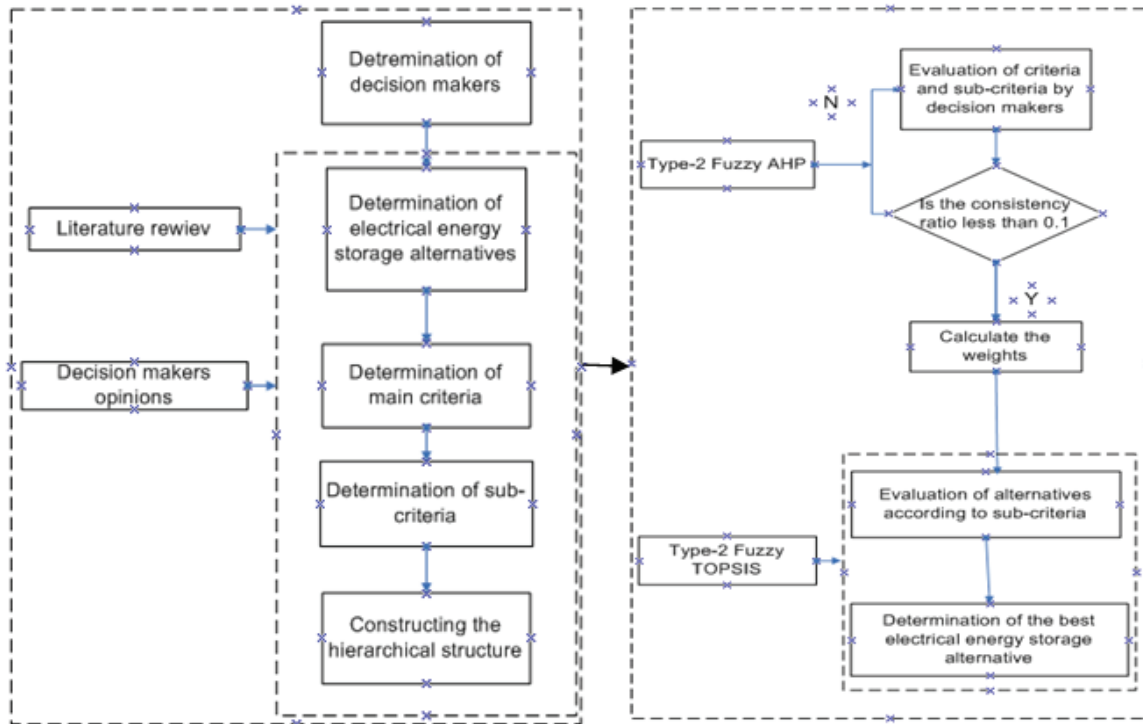 Detremination of
decision makers
Literature rewiev
Determination of
electrical energy
storage alternatives
Decision makers
opinions
Determination of
main criteria
Determination of sub-
criteria
Constructing the
hierarchical structure
Evaluation of criteria
and sub-criteria by
decision makers
N
Type-2 Fuzzy AHP
Is the consistency
ratio less than 0.1
Y
Calculate the
weights
Evaluation of alternatives
according to sub-criteria
Type-2 Fuzzy
TOPSIS
Determination of the best
electrical energy storage
alternative